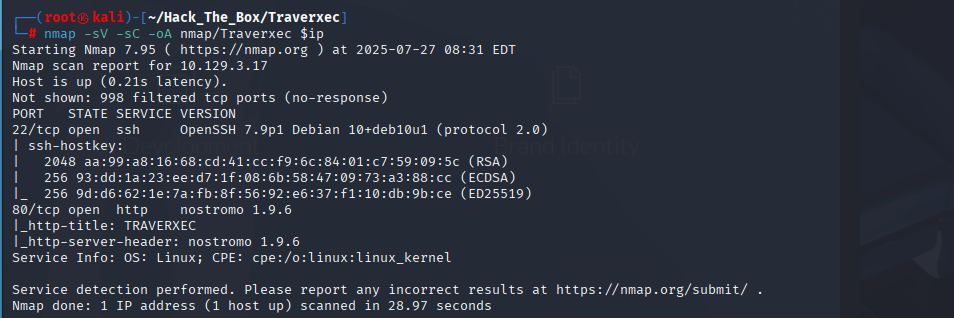 ┌──(root㉿kali)-[~/Hack_The_Box/Traverxec]
└─# nmap -sV -sC -oA nmap/Traverxec $ip
Starting Nmap 7.95 ( https://nmap.org ) at 2025-07-27 08:31 EDT
Nmap scan report for 10.129.3.17
Host is up (0.21s latency).
Not shown: 998 filtered tcp ports (no-response)
PORT   STATE SERVICE VERSION
22/tcp open  ssh     OpenSSH 7.9p1 Debian 10+deb10u1 (protocol 2.0)
| ssh-hostkey:
|   2048 aa:99:a8:16:68:cd:41:cc:f9:6c:84:01:c7:59:09:5c (RSA)
|   256 93:dd:1a:23:ee:d7:1f:08:6b:58:47:09:73:a3:88:cc (ECDSA)
|_  256 9d:d6:62:1e:7a:fb:8f:56:92:e6:37:f1:10:db:9b:ce (ED25519)
80/tcp open  http    nostromo 1.9.6
|_http-title: TRAVERXEC
|_http-server-header: nostromo 1.9.6
Service Info: OS: Linux; CPE: cpe:/o:linux:linux_kernel
Service detection performed. Please report any incorrect results at https://nmap.org/submit/ .
Nmap done: 1 IP address (1 host up) scanned in 28.97 seconds
Brand Identity